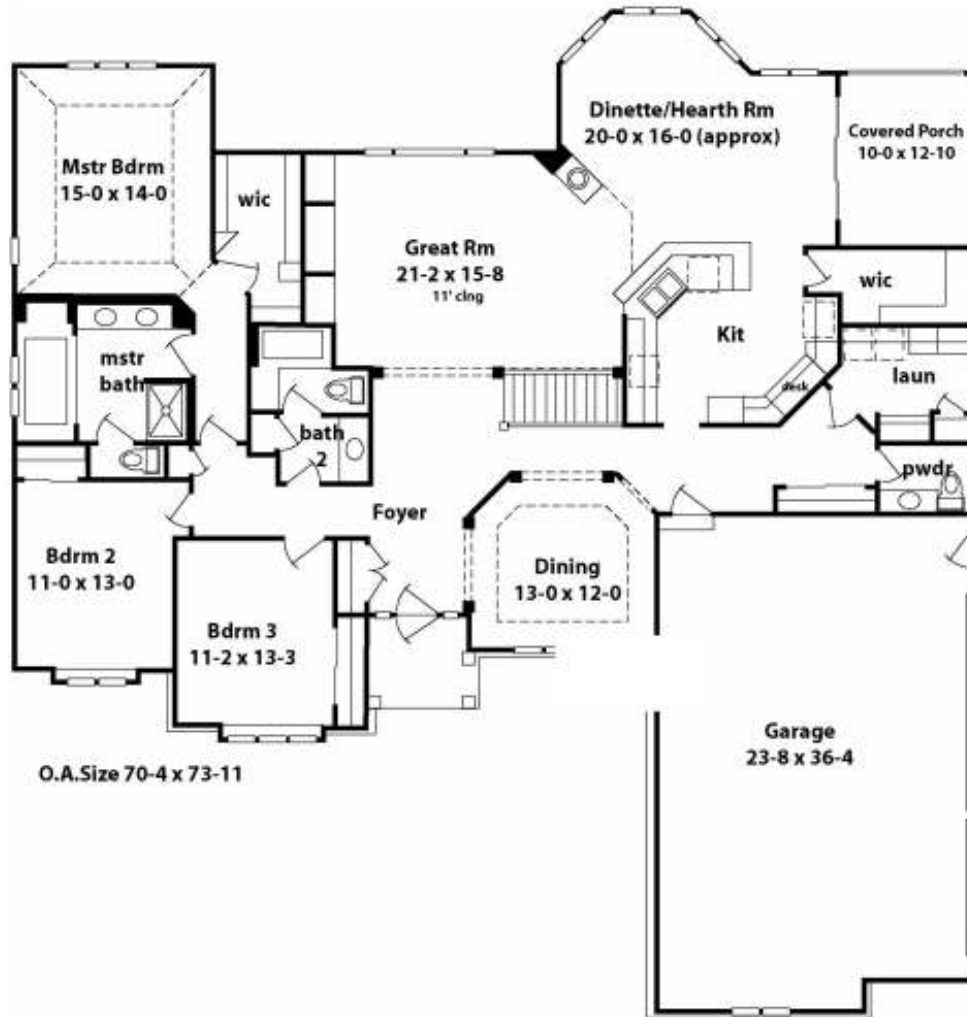 Dinette/Hearth Rm
20-0 x 16-0 (approx)
Covered Porch
10-0 x 12-10
Mstr Bdrm
15-0 x 14-0
wic
Great Rm
21-2 x 15-8
11' clng
wic
Kit
mstr
bath
laun
desk
bath
2
pwdr
Foyer
Bdrm 2
11-0 x 13-0
Dining
13-0 x 12-0
Bdrm 3
11-2 x 13-3
Garage
23-8 x 36-4
O.A.Size 70-4 x 73-11